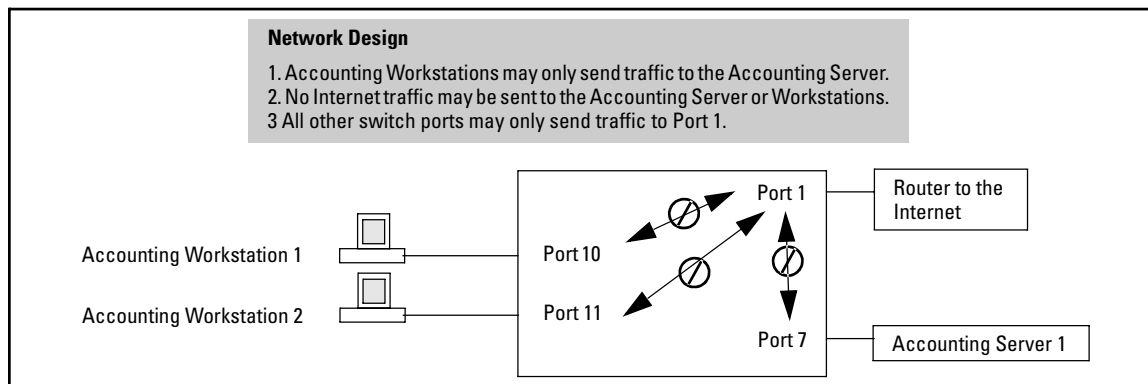 Network Design
1. Accounting Workstations may only send traffic to the Accounting Server.
2. No Internet traffic may be sent to the Accounting Server or Workstations.
3 All other switch ports may only send traffic to Port 1.
Port 1
Router to the
Internet
Accounting Workstation 1
Port 10
Accounting Workstation 2
Port 11
Port 7
Accounting Server 1